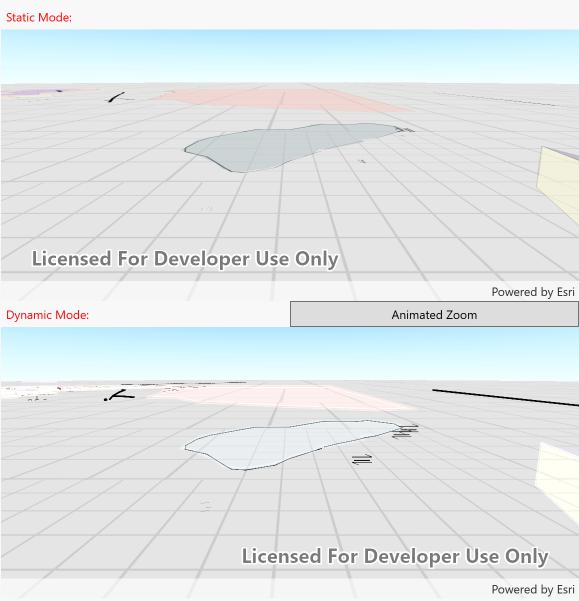 Static Mode:
Licensed For Developer Use Only
Powered by Esri
Dynamic Mode:
Animated Zoom
Licensed For Developer Use Only
Powered by Esri